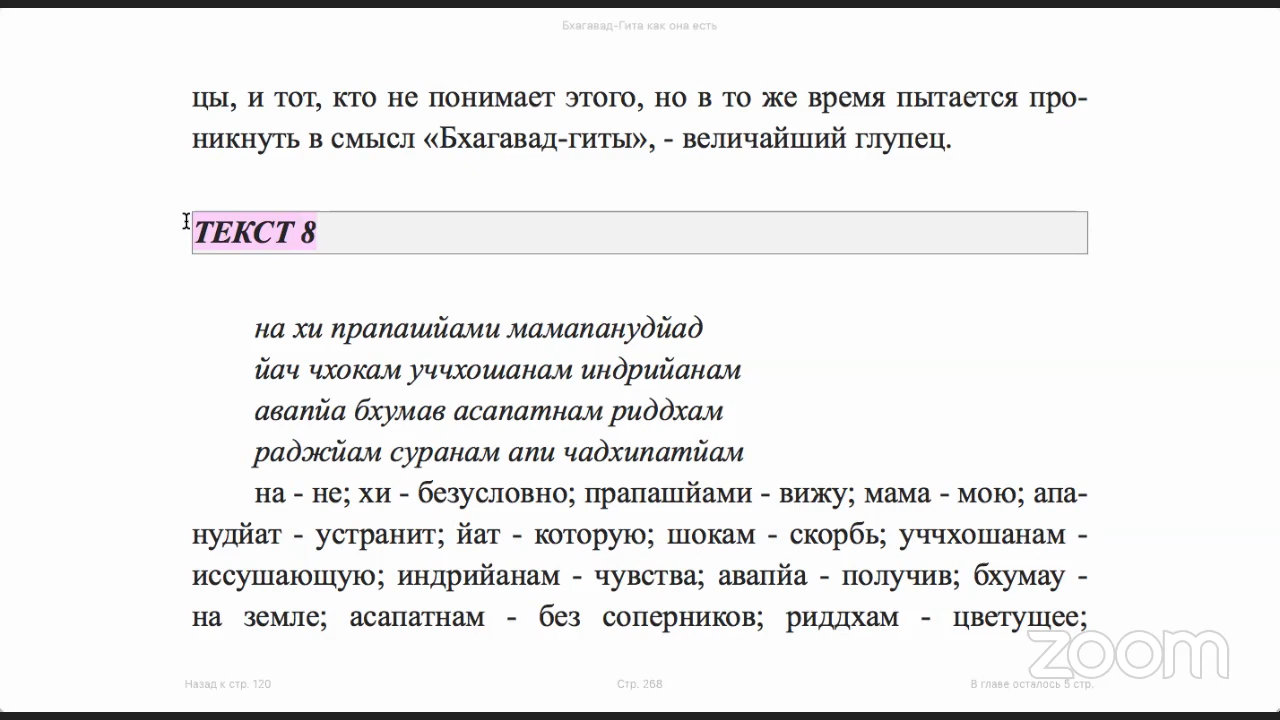 Бхагавад-Гита как она есть
цы, и тот, кто не понимает этого, но в то же время пытается про-
никнуть в смысл «Бхагавад-гиты», - величайший глупец.
ТЕКСТ 8
на хи прапашйами мамапанудйад
йач чхокам уччхошанам индрийанам
авапйа бхумав асапатнам риддхам
раджйам суранам апи чадхипатйам
на - не; хи - безусловно; прапашйами - вижу; мама - мою; апа-
нудйат - устранит; йат - которую; шокам - скорбь; уччхошанам -
иссушающую; индрийанам - чувства; авапйа - получив; бхумау -
на земле; асапатнам - без соперников; риддхам - цветущее;
zoom
Назад к стр. 120
Стр. 268
В главе осталось 5 стр.